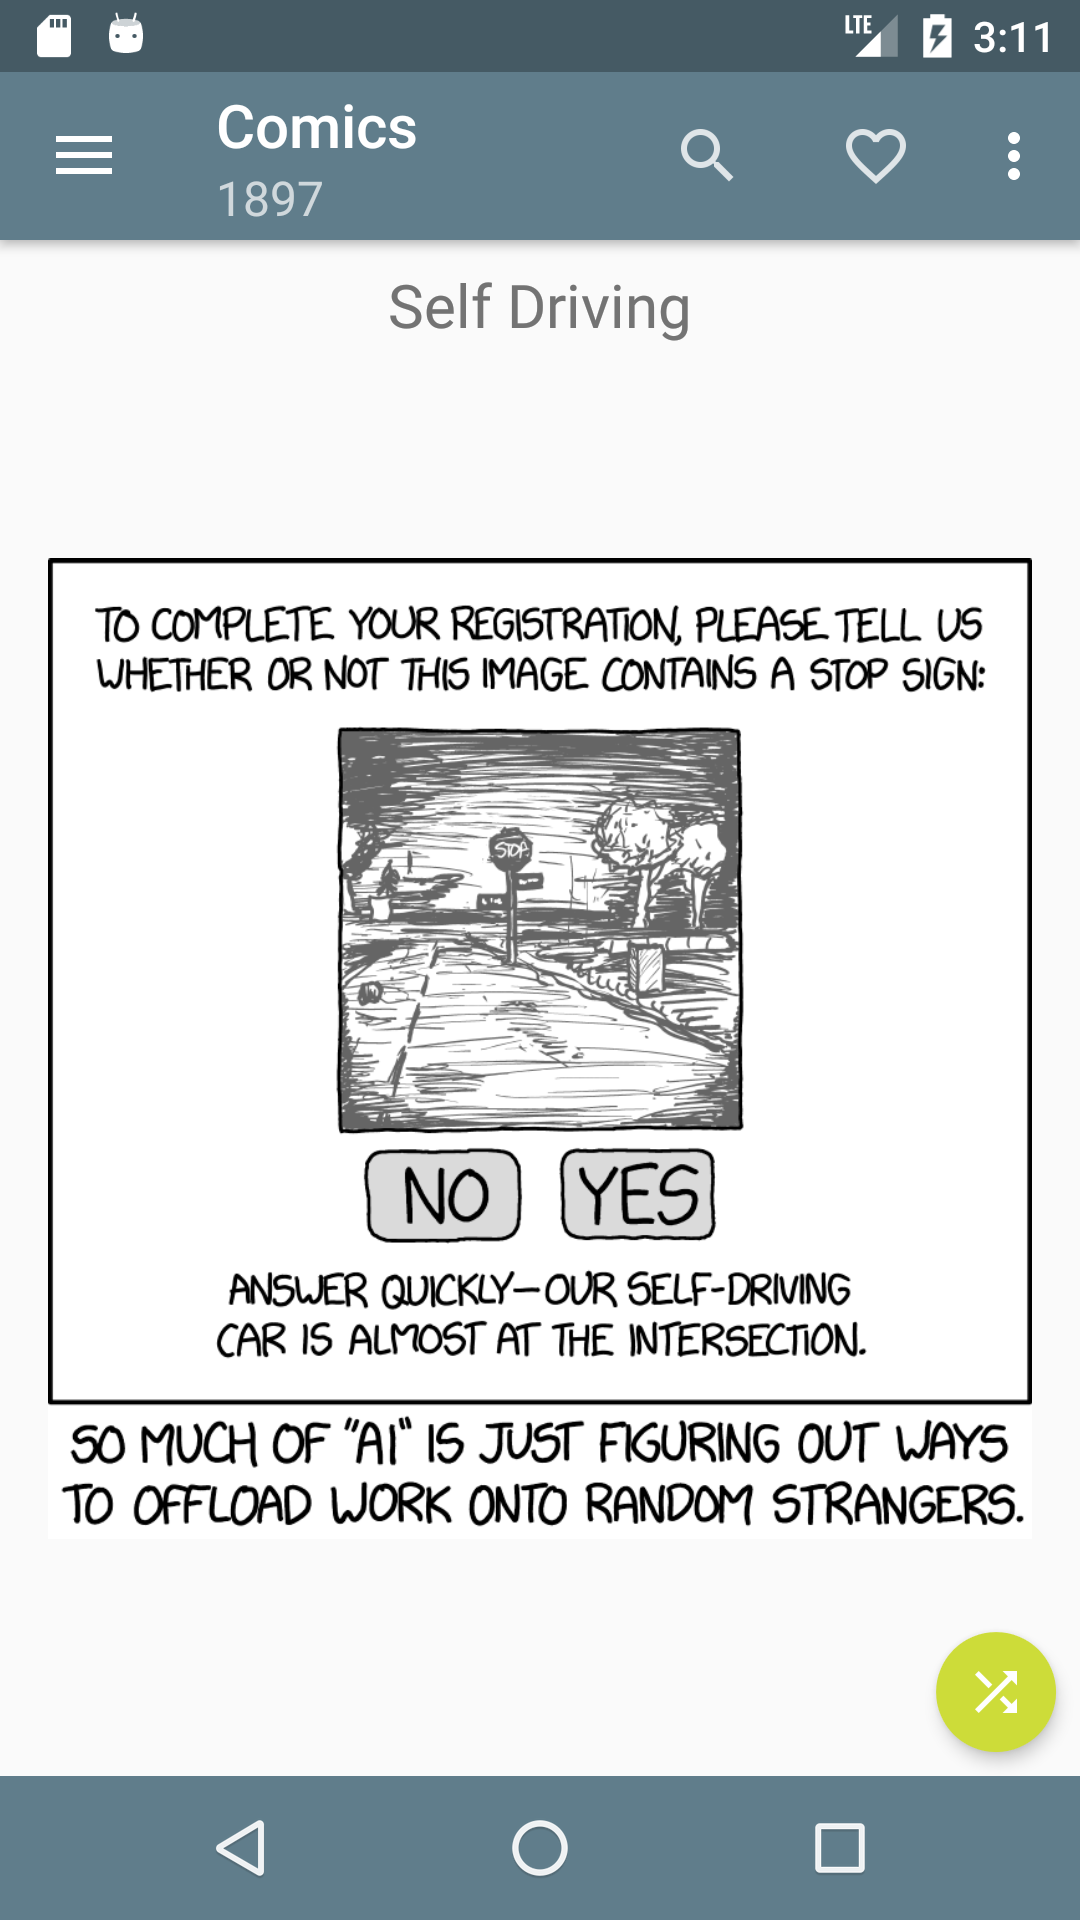 LTE 3:11
Comics
1897
Self Driving
TO COMPLETE YOUR REGISTRATION, PLEASE TELL US
WHETHER OR NOT THIS IMAGE CONTAINS A STOP SIGN:
STOP
NO YES
ANSWER QUICKLY—OUR SELF-DRIVING
CAR IS ALMOST AT THE INTERSECTION.
SO MUCH OF "AI" IS JUST FIGURING OUT WAYS
TO OFFLOAD WORK ONTO RANDOM STRANGERS.